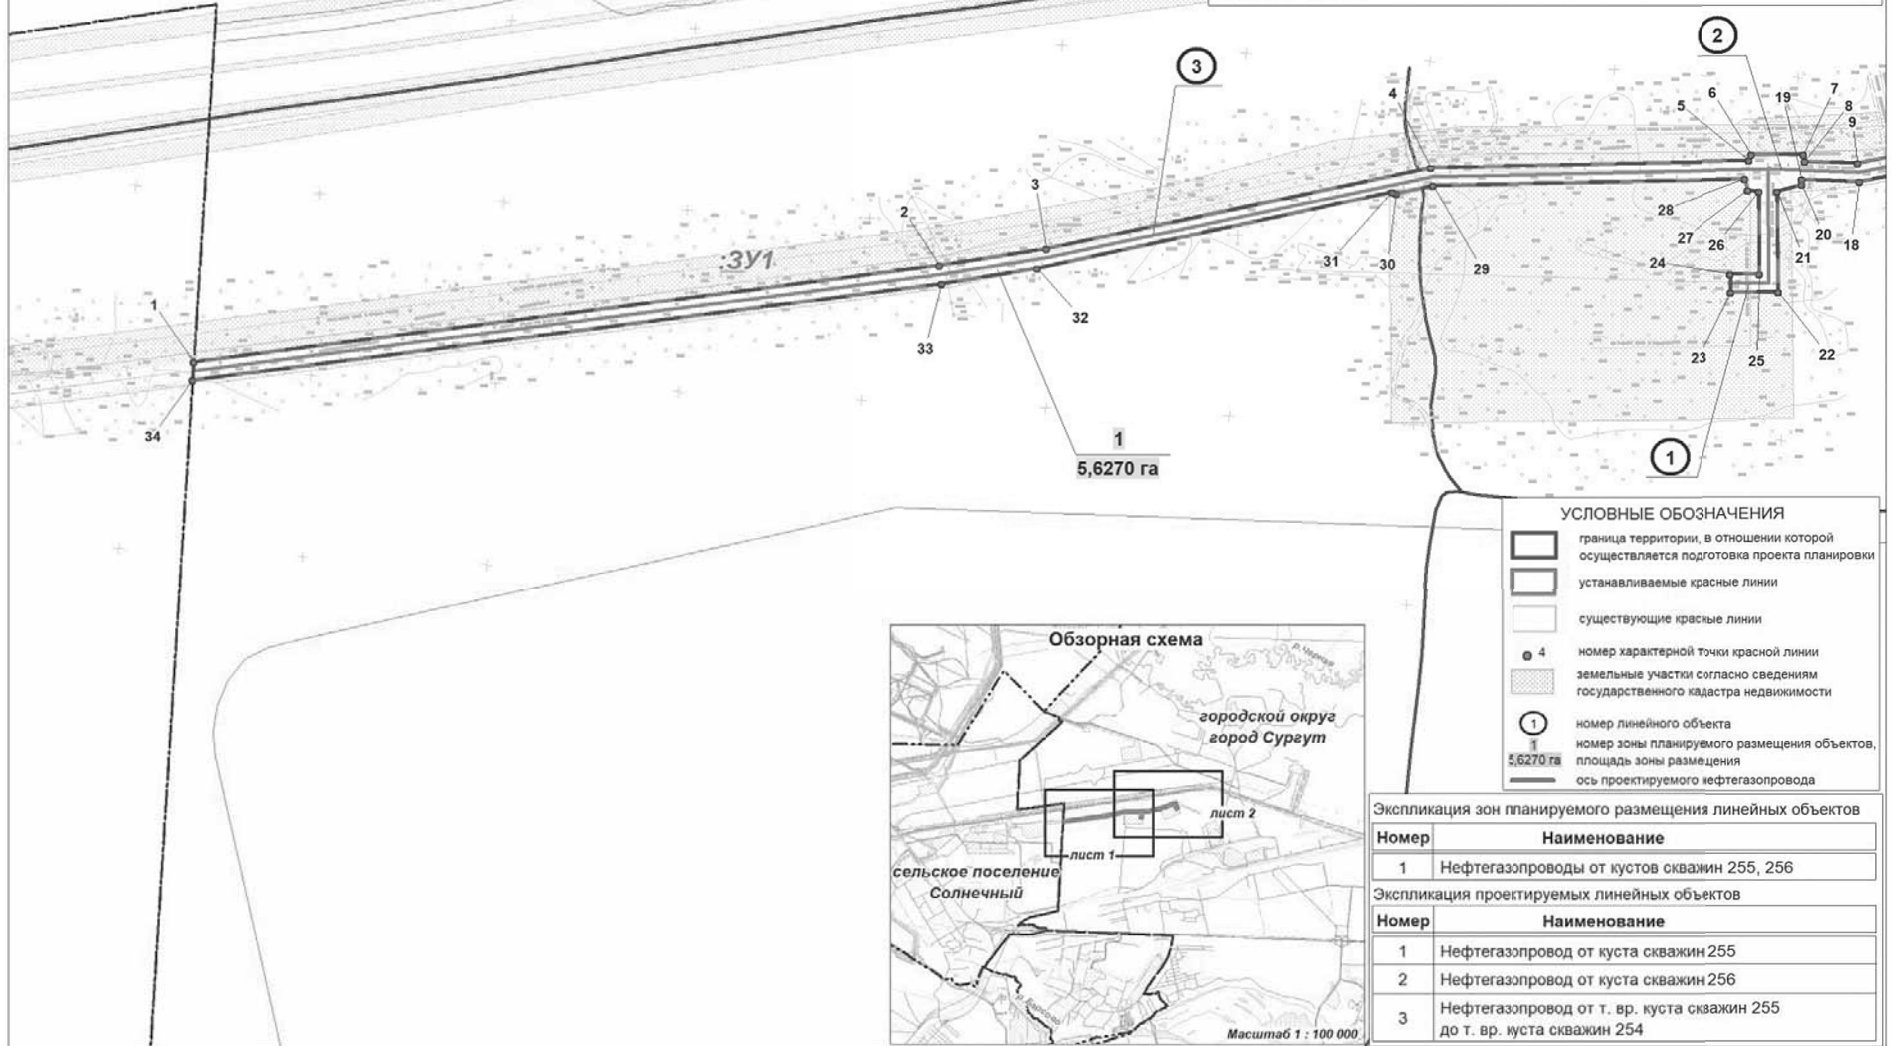 2
3
4
6
19
7
5
8
9
3
2
:ЗУ1
1
28
27
26
20
18
31
30
29
24
21
32
33
23
25
22
34
1
5,6270 га
1
УСЛОВНЫЕ ОБОЗНАЧЕНИЯ
граница территории, в отношении которой
осуществляется подготовка проекта планировки
устанавливаемые красные линии
существующие красные линии
4 номер характерной точки красной линии
земельные участки согласно сведениям
государственного кадастра недвижимости
1 номер линейного объекта
1 номер зоны планируемого размещения объектов,
5,6270 га площадь зоны размещения
ось проектируемого нефтегазопровода
Обзорная схема
р. Черная
городской округ
город Сургут
лист 2
лист 1
сельское поселение
Солнечный
Масштаб 1 : 100 000
Экспликация зон планируемого размещения линейных объектов
Номер Наименование
1 Нефтегазопроводы от кустов скважин 255, 256
Экспликация проектируемых линейных объектов
Номер Наименование
1 Нефтегазопровод от куста скважин 255
2 Нефтегазопровод от куста скважин 256
3 Нефтегазопровод от т. вр. куста скважин 255
до т. вр. куста скважин 254